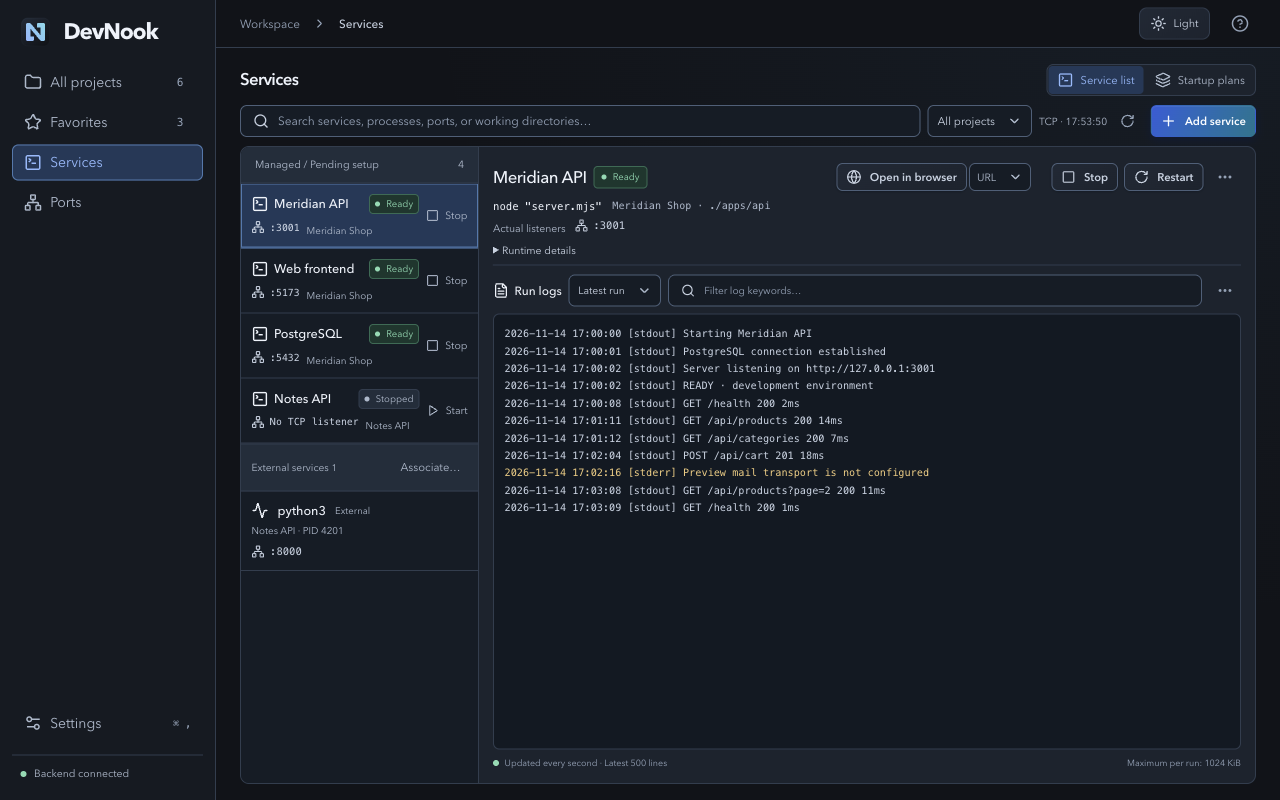 DevNook
All projects 6
Favorites 3
Services
Ports
Settings ⌘ ,
Backend connected
Workspace > Services
Light
Services
Service list
Startup plans
Search services, processes, ports, or working directories…
All projects
TCP · 17:53:50
Add service
Managed / Pending setup 4
Meridian API
Ready
Stop
:3001 Meridian Shop
Web frontend
Ready
Stop
:5173 Meridian Shop
PostgreSQL
Ready
Stop
:5432 Meridian Shop
Notes API
Stopped
Start
No TCP listener Notes API
External services 1 Associate…
python3 External
Notes API · PID 4201
:8000
Meridian API
Ready
Open in browser
URL
Stop
Restart
node "server.mjs" Meridian Shop · ./apps/api
Actual listeners :3001
Runtime details
Run logs
Latest run
Filter log keywords…
2026-11-14 17:00:00 [stdout] Starting Meridian API
2026-11-14 17:00:01 [stdout] PostgreSQL connection established
2026-11-14 17:00:02 [stdout] Server listening on http://127.0.0.1:3001
2026-11-14 17:00:02 [stdout] READY · development environment
2026-11-14 17:00:08 [stdout] GET /health 200 2ms
2026-11-14 17:01:11 [stdout] GET /api/products 200 14ms
2026-11-14 17:01:12 [stdout] GET /api/categories 200 7ms
2026-11-14 17:02:04 [stdout] POST /api/cart 201 18ms
2026-11-14 17:02:16 [stderr] Preview mail transport is not configured
2026-11-14 17:03:08 [stdout] GET /api/products?page=2 200 11ms
2026-11-14 17:03:09 [stdout] GET /health 200 1ms
Updated every second · Latest 500 lines
Maximum per run: 1024 KiB